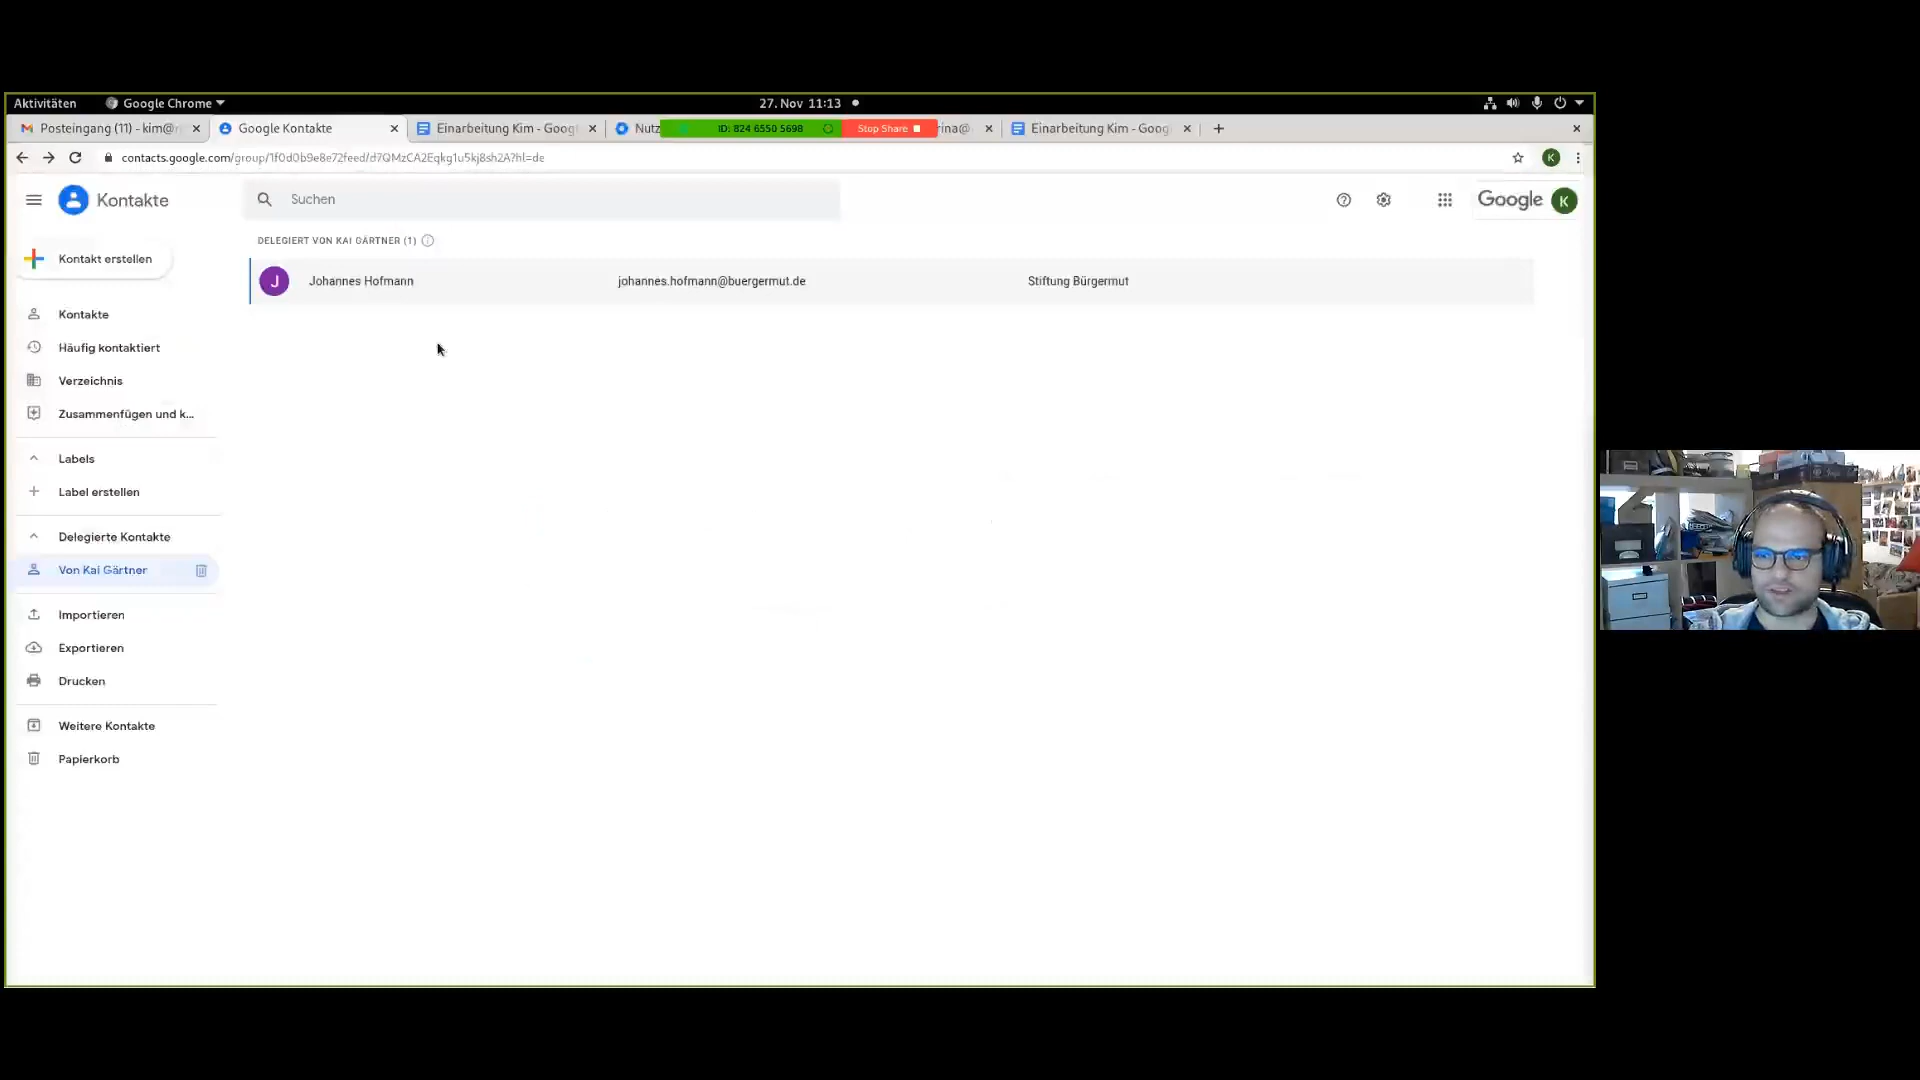 Aktivitäten Google Chrome 27. Nov 11:13
Posteingang (11) - kim@ Google Kontakte Einarbeitung Kim - Goog Nutz ID: 824 6550 5698 Stop Share rina@ Einarbeitung Kim - Goog
contacts.google.com/group/1f0d0b9e8e72feed/d7QMzCA2Eqkg1u5kj8sh2A?hl=de K
Kontakte Suchen Google K
DELEGIERT VON KAI GÄRTNER (1)
Kontakt erstellen
J Johannes Hofmann johannes.hofmann@buergermut.de Stiftung Bürgermut
Kontakte
Häufig kontaktiert
Verzeichnis
Zusammenfügen und k...
Labels
Label erstellen
Delegierte Kontakte
Von Kai Gärtner
Importieren
Exportieren
Drucken
Weitere Kontakte
Papierkorb